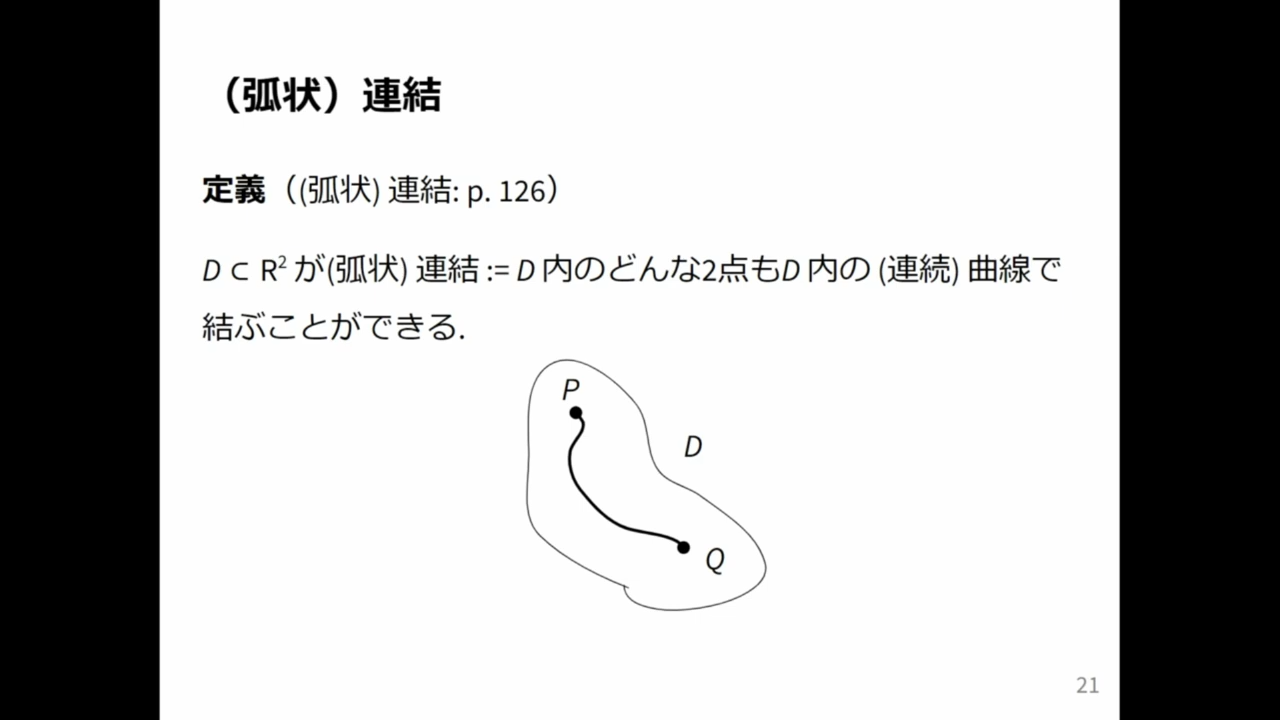 （弧状）連結
定義（(弧状) 連結: p. 126）
D ⊂ R² が(弧状) 連結 := D 内のどんな2点もD 内の (連続) 曲線で
結ぶことができる.
P
D
Q
21